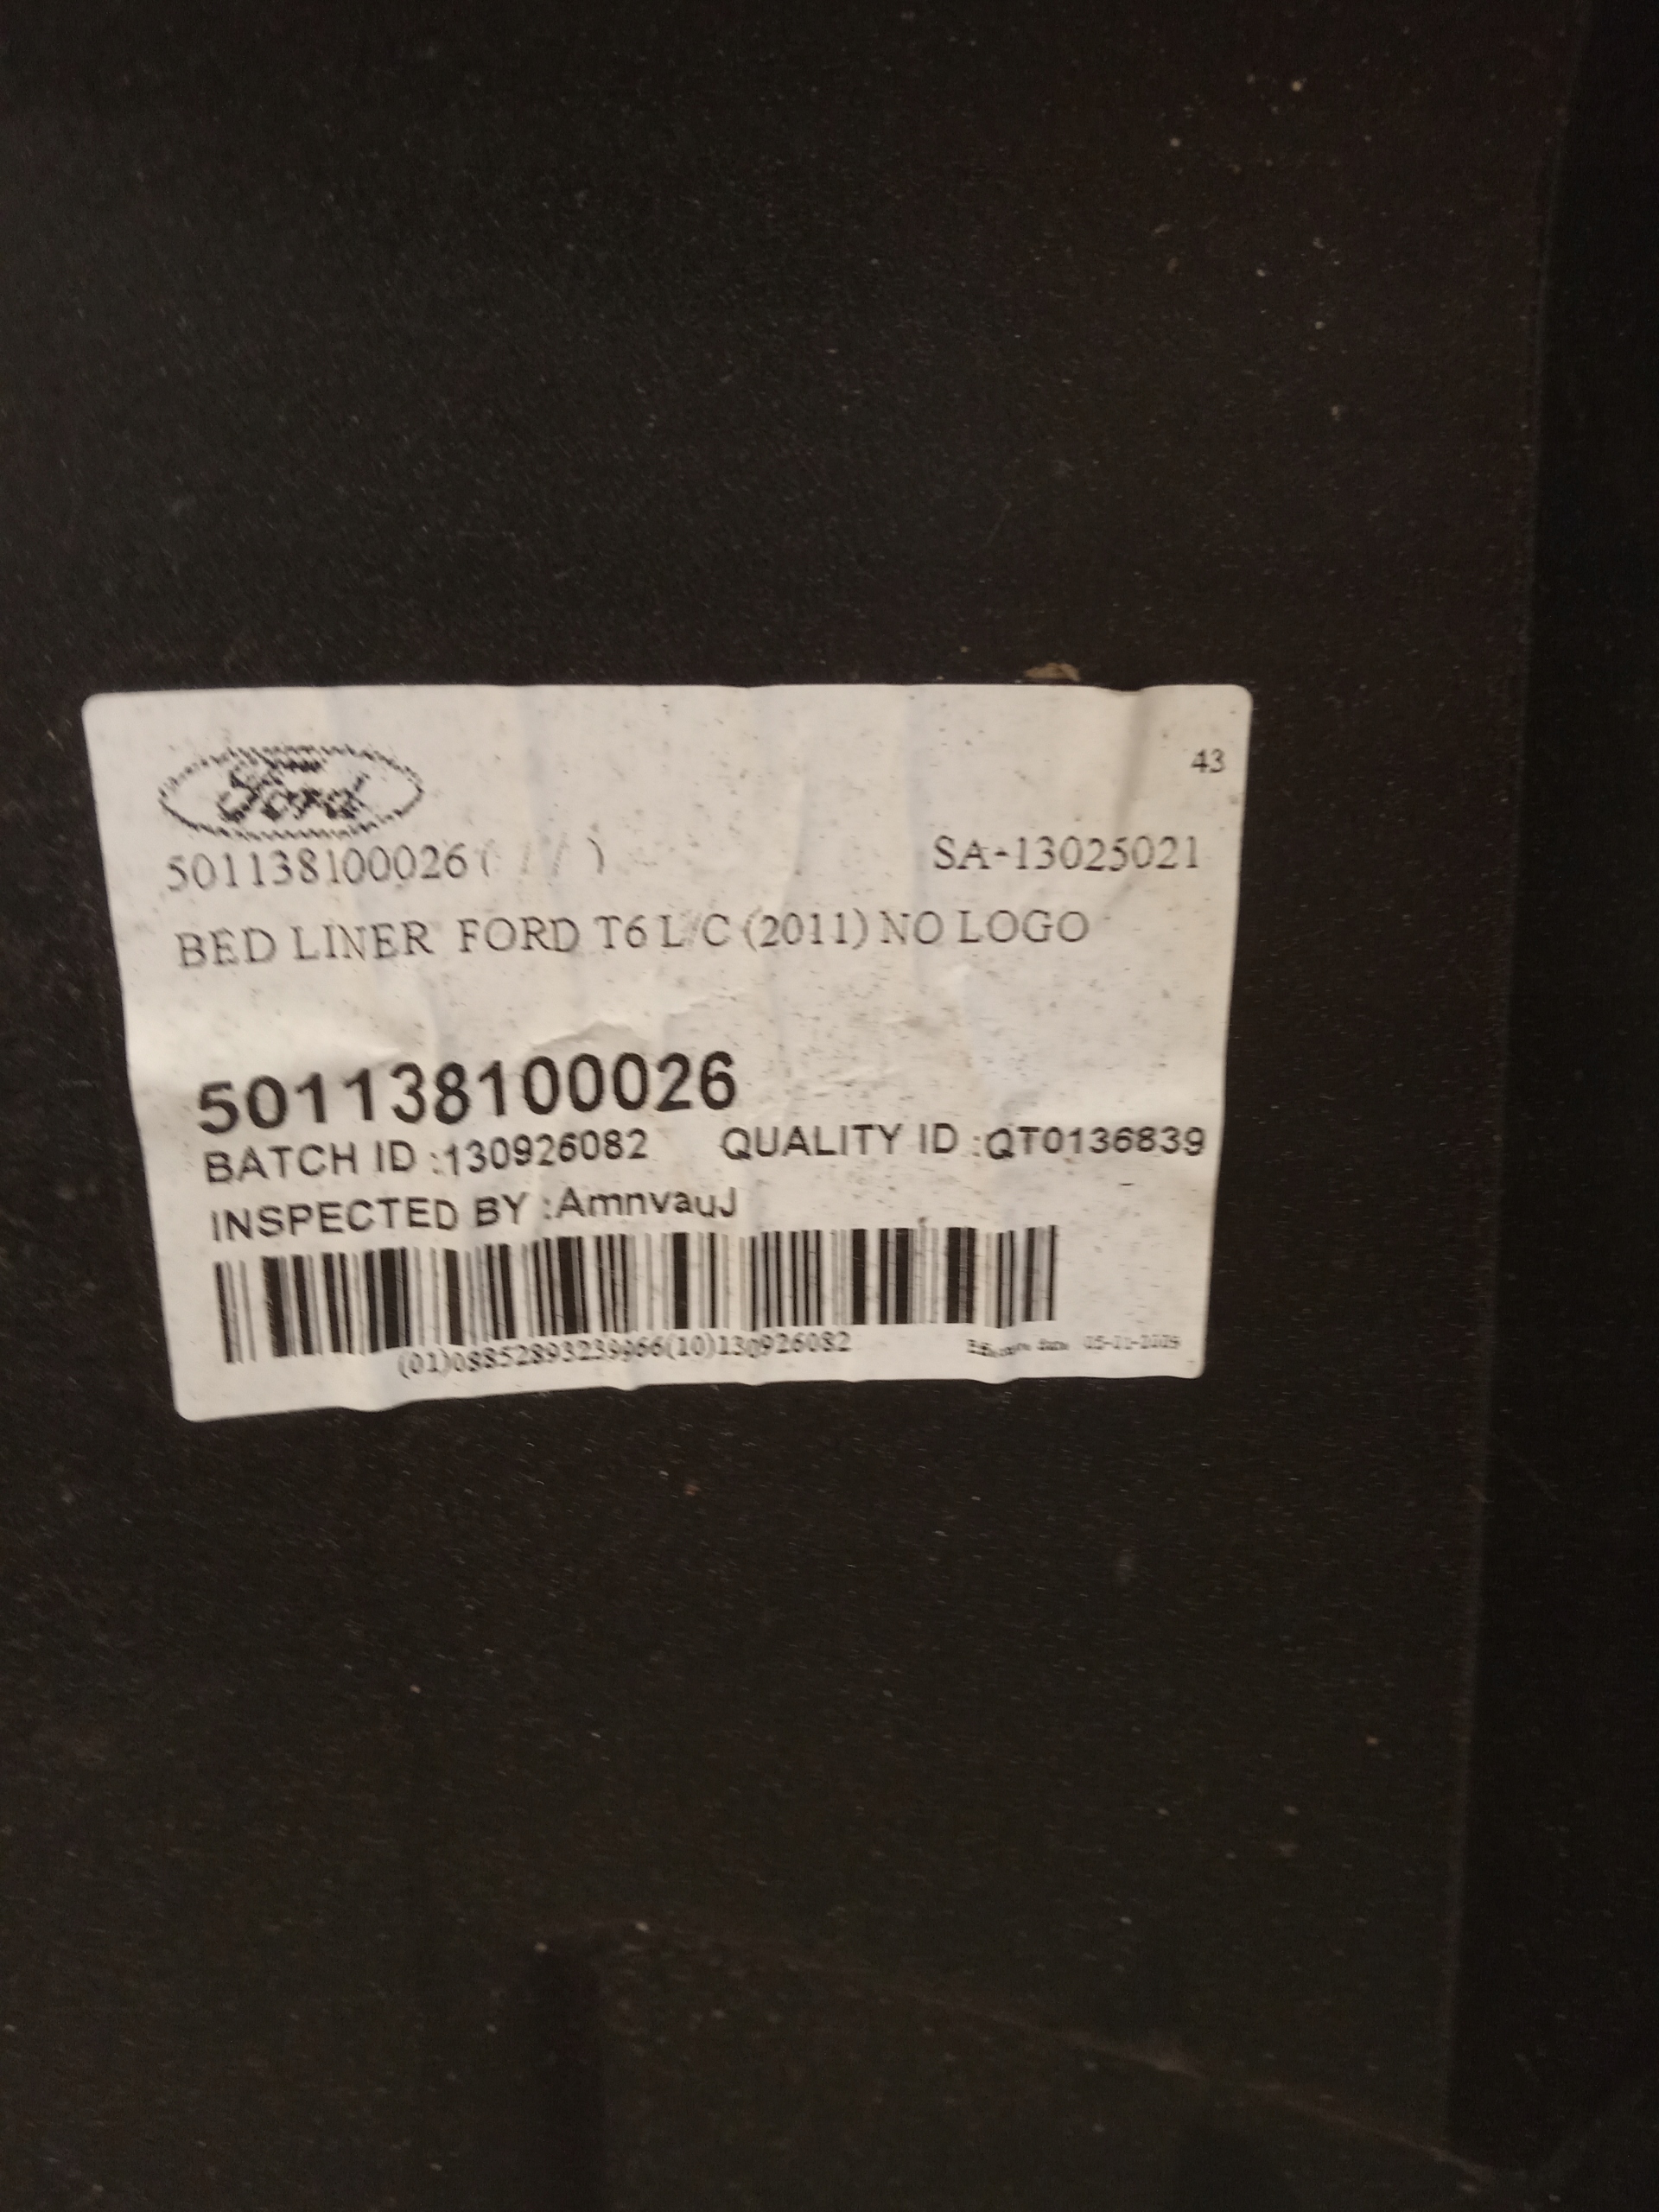 Ford
43
501138100026 ( / / ) SA-13025021
BED LINER FORD T6 L/C (2011) NO LOGO
501138100026
BATCH ID :130926082 QUALITY ID :QT0136839
INSPECTED BY :AmnvauJ
(01)08852893239966(10)130926082